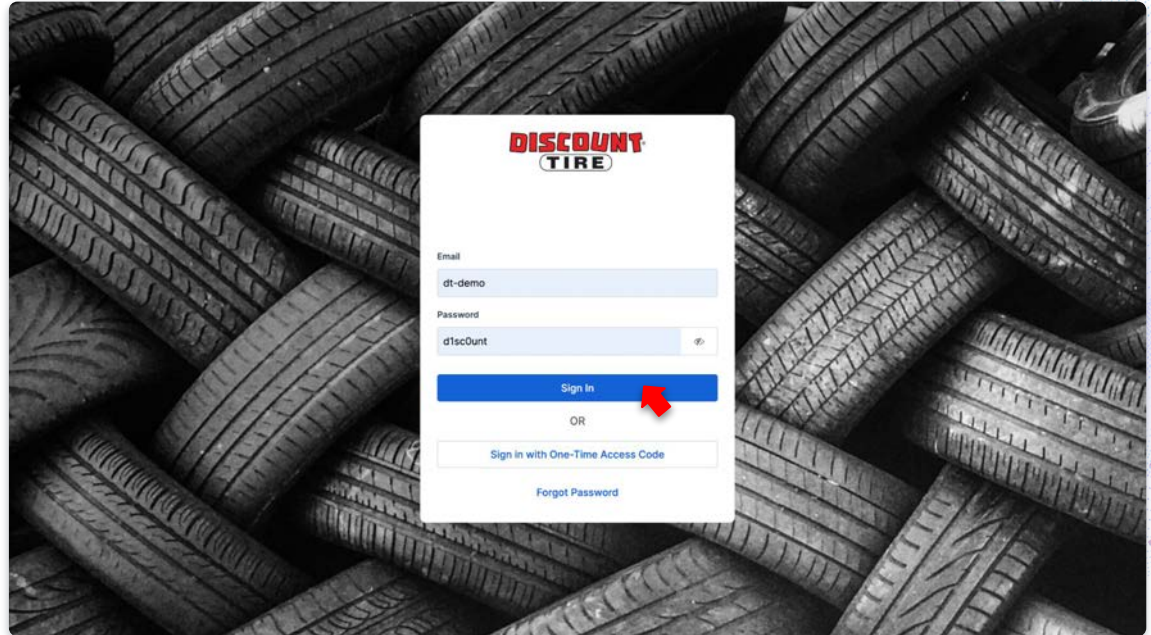 DISCOUNT
TIRE
Email
dt-demo
Password
d1sc0unt
Sign In
OR
Sign in with One-Time Access Code
Forgot Password